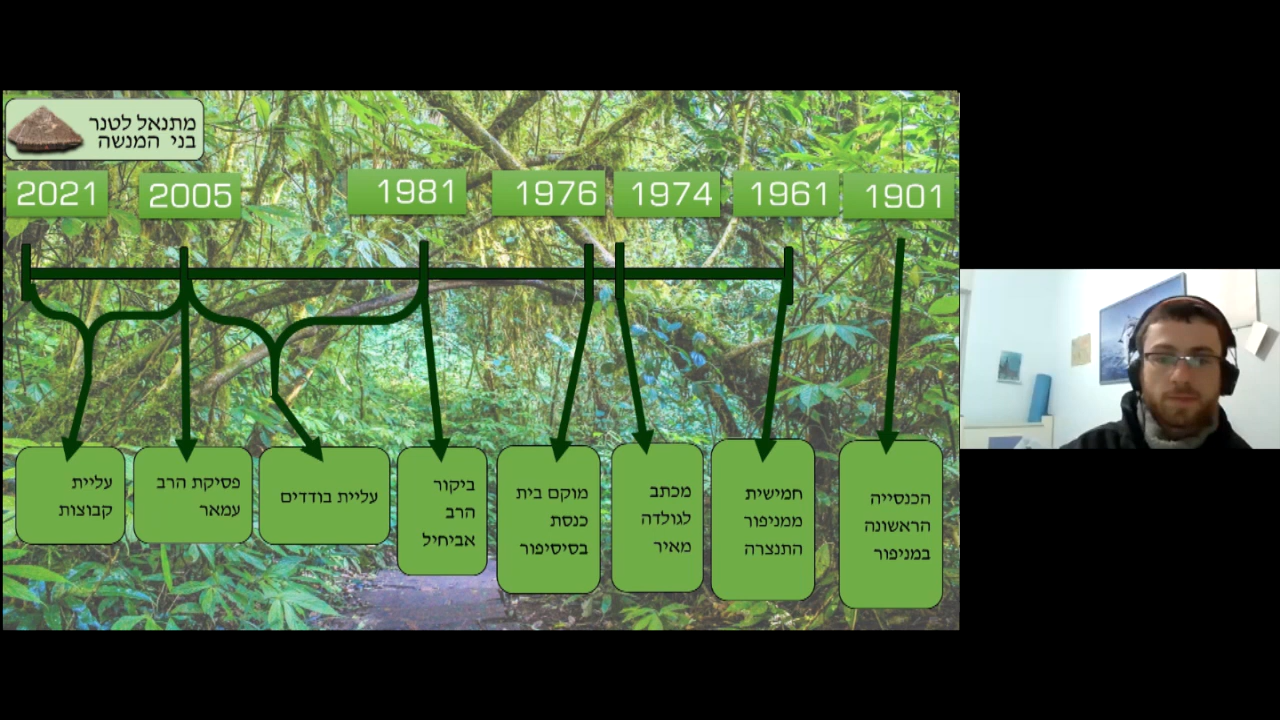 מתנאל לטנר
בני המנשה
1901
1961
1974
1976
1981
2005
2021
הכנסייה
הראשונה
במניפור
חמישית
ממניפור
התנצרה
מכתב
לגולדה
מאיר
מוקם בית
כנסת
בסיסיפור
ביקור
הרב
אביחיל
עליית בודדים
פסיקת הרב
עמאר
עליית
קבוצות